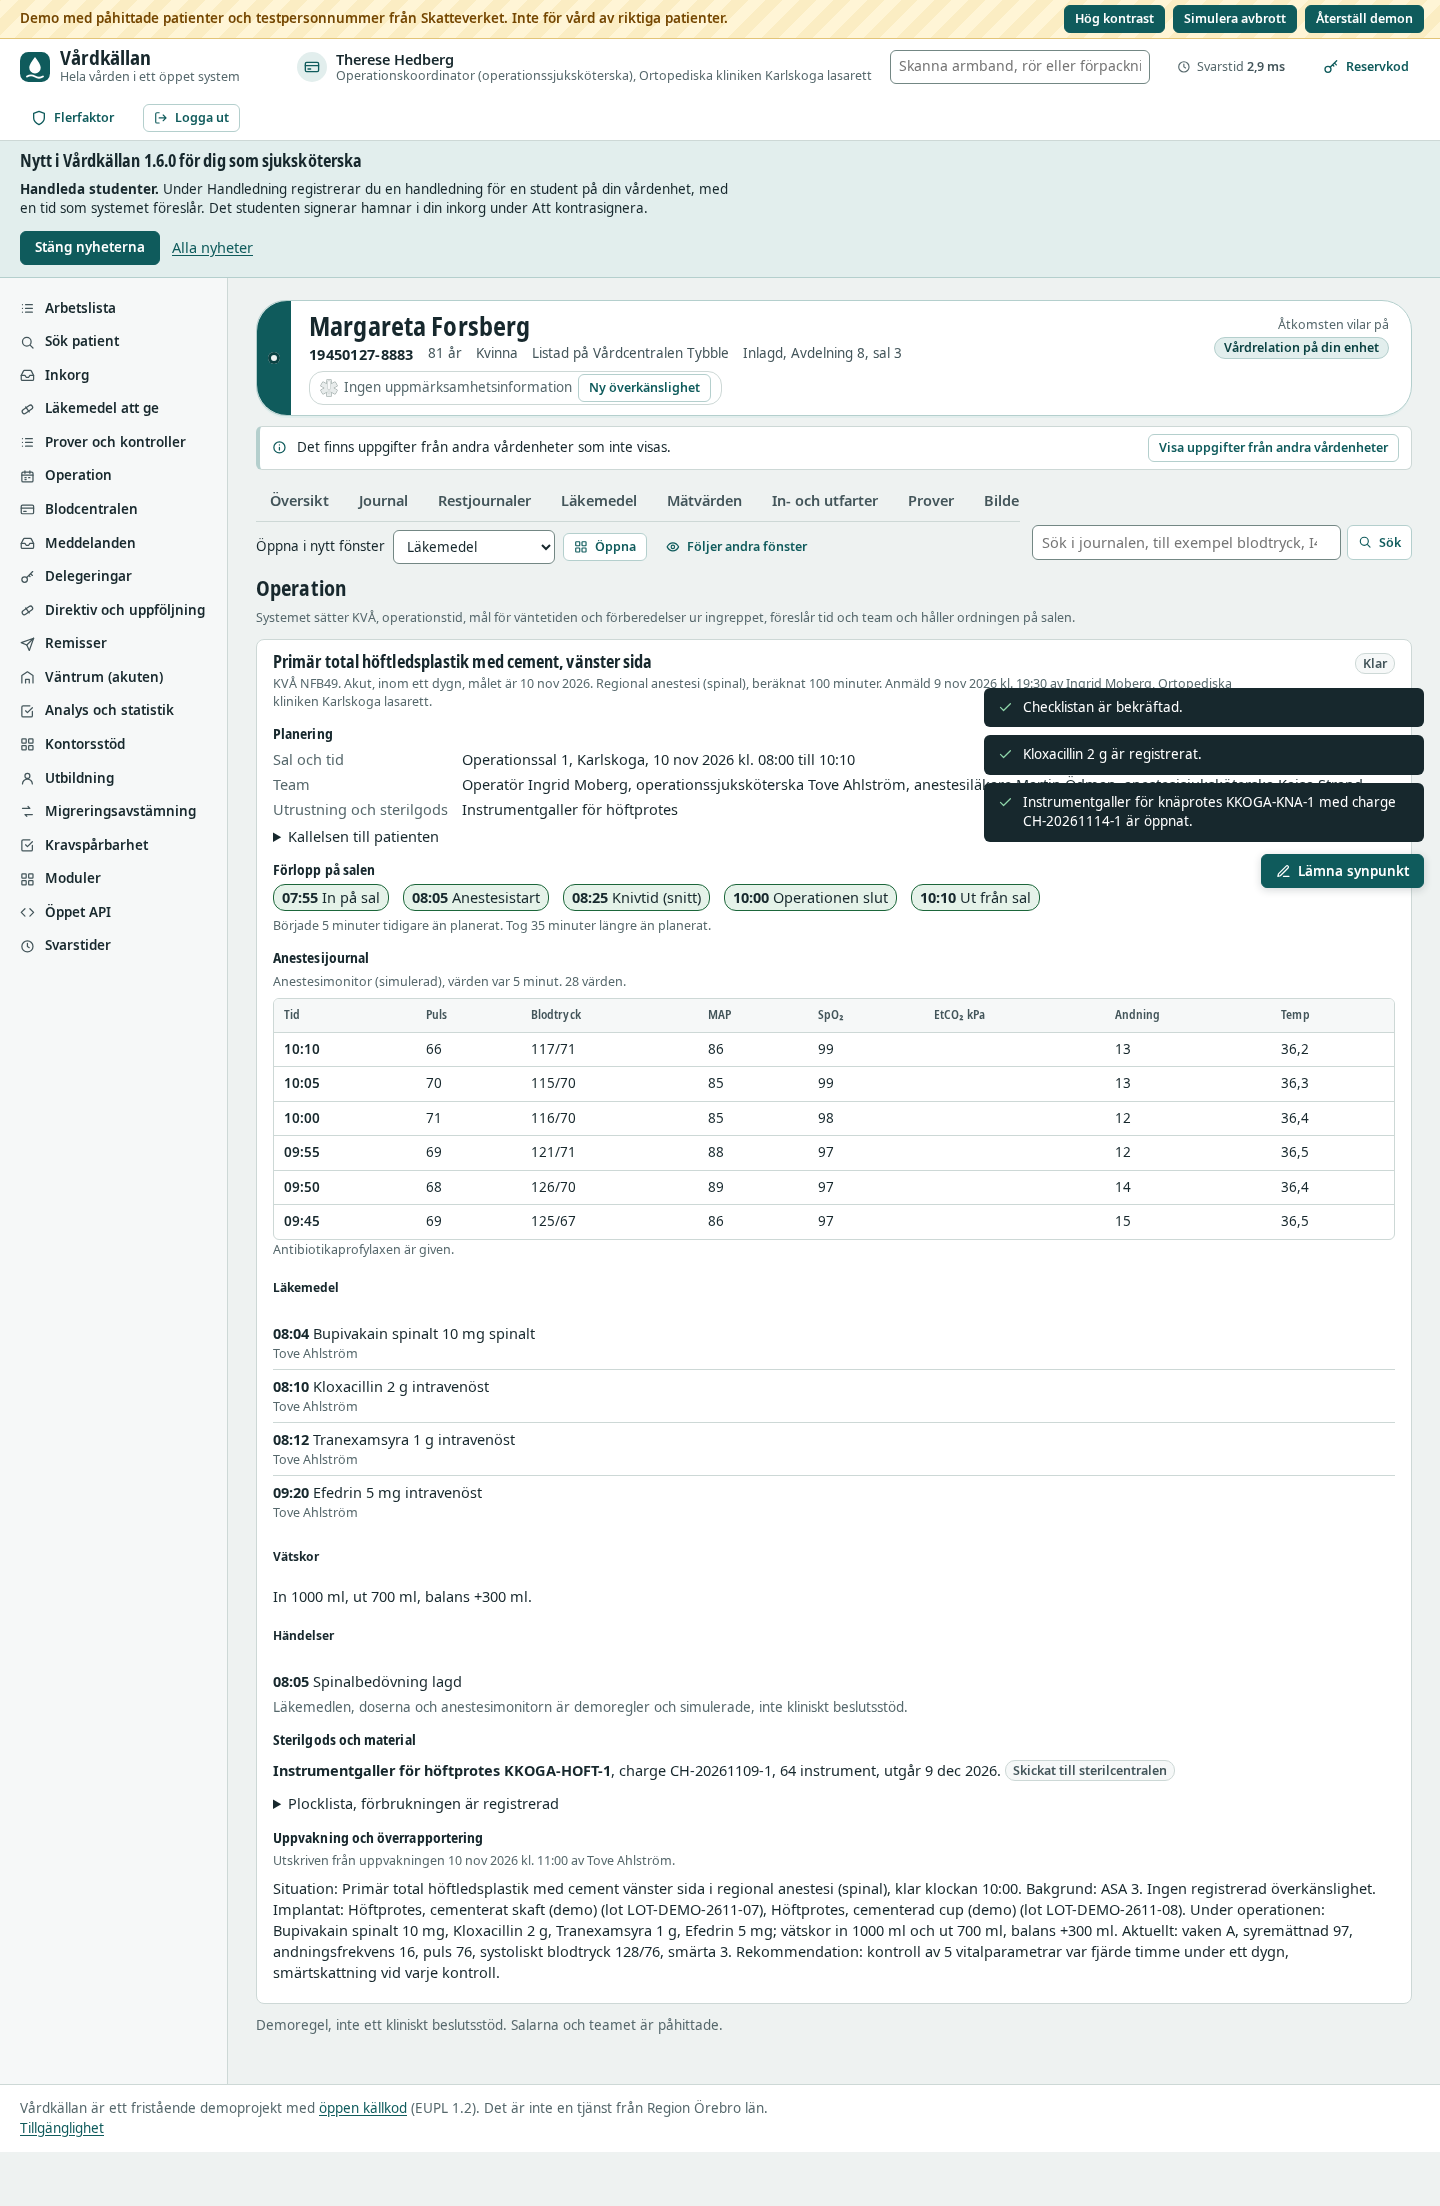 Demo med påhittade patienter och testpersonnummer från Skatteverket. Inte för vård av riktiga patienter.
Hög kontrast
Simulera avbrott
Återställ demon
Vårdkällan
Hela vården i ett öppet system
Therese Hedberg
Operationskoordinator (operationssjuksköterska), Ortopediska kliniken Karlskoga lasarett
Skanna armband, rör eller förpackni
Svarstid 2,9 ms
Reservkod
Flerfaktor
Logga ut
Nytt i Vårdkällan 1.6.0 för dig som sjuksköterska
Handleda studenter. Under Handledning registrerar du en handledning för en student på din vårdenhet, med
en tid som systemet föreslår. Det studenten signerar hamnar i din inkorg under Att kontrasignera.
Stäng nyheterna
Alla nyheter
Arbetslista
Sök patient
Inkorg
Läkemedel att ge
Prover och kontroller
Operation
Blodcentralen
Meddelanden
Delegeringar
Direktiv och uppföljning
Remisser
Väntrum (akuten)
Analys och statistik
Kontorsstöd
Utbildning
Migreringsavstämning
Kravspårbarhet
Moduler
Öppet API
Svarstider
Margareta Forsberg
19450127-8883 81 år Kvinna Listad på Vårdcentralen Tybble Inlagd, Avdelning 8, sal 3
Ingen uppmärksamhetsinformation
Ny överkänslighet
Åtkomsten vilar på
Vårdrelation på din enhet
Det finns uppgifter från andra vårdenheter som inte visas.
Visa uppgifter från andra vårdenheter
Översikt Journal Restjournaler Läkemedel Mätvärden In- och utfarter Prover Bilde
Öppna i nytt fönster
Läkemedel
Öppna
Följer andra fönster
Sök i journalen, till exempel blodtryck, I4
Sök
Operation
Systemet sätter KVÅ, operationstid, mål för väntetiden och förberedelser ur ingreppet, föreslår tid och team och håller ordningen på salen.
Primär total höftledsplastik med cement, vänster sida
Klar
KVÅ NFB49. Akut, inom ett dygn, målet är 10 nov 2026. Regional anestesi (spinal), beräknat 100 minuter. Anmäld 9 nov 2026 kl. 19:30 av Ingrid Moberg, Ortopediska
kliniken Karlskoga lasarett.
Checklistan är bekräftad.
Kloxacillin 2 g är registrerat.
Instrumentgaller för knäprotes KKOGA-KNA-1 med charge
CH-20261114-1 är öppnat.
Lämna synpunkt
Planering
Sal och tid Operationssal 1, Karlskoga, 10 nov 2026 kl. 08:00 till 10:10
Team Operatör Ingrid Moberg, operationssjuksköterska Tove Ahlström, anestesiläkare Martin Ödman, anestesisjuksköterska Kajsa Strand
Utrustning och sterilgods Instrumentgaller för höftprotes
Kallelsen till patienten
Förlopp på salen
07:55 In på sal
08:05 Anestesistart
08:25 Knivtid (snitt)
10:00 Operationen slut
10:10 Ut från sal
Började 5 minuter tidigare än planerat. Tog 35 minuter längre än planerat.
Anestesijournal
Anestesimonitor (simulerad), värden var 5 minut. 28 värden.
Tid Puls Blodtryck MAP SpO₂ EtCO₂ kPa Andning Temp
10:10 66 117/71 86 99 13 36,2
10:05 70 115/70 85 99 13 36,3
10:00 71 116/70 85 98 12 36,4
09:55 69 121/71 88 97 12 36,5
09:50 68 126/70 89 97 14 36,4
09:45 69 125/67 86 97 15 36,5
Antibiotikaprofylaxen är given.
Läkemedel
08:04 Bupivakain spinalt 10 mg spinalt
Tove Ahlström
08:10 Kloxacillin 2 g intravenöst
Tove Ahlström
08:12 Tranexamsyra 1 g intravenöst
Tove Ahlström
09:20 Efedrin 5 mg intravenöst
Tove Ahlström
Vätskor
In 1000 ml, ut 700 ml, balans +300 ml.
Händelser
08:05 Spinalbedövning lagd
Läkemedlen, doserna och anestesimonitorn är demoregler och simulerade, inte kliniskt beslutsstöd.
Sterilgods och material
Instrumentgaller för höftprotes KKOGA-HOFT-1, charge CH-20261109-1, 64 instrument, utgår 9 dec 2026. Skickat till sterilcentralen
Plocklista, förbrukningen är registrerad
Uppvakning och överrapportering
Utskriven från uppvakningen 10 nov 2026 kl. 11:00 av Tove Ahlström.
Situation: Primär total höftledsplastik med cement vänster sida i regional anestesi (spinal), klar klockan 10:00. Bakgrund: ASA 3. Ingen registrerad överkänslighet.
Implantat: Höftprotes, cementerat skaft (demo) (lot LOT-DEMO-2611-07), Höftprotes, cementerad cup (demo) (lot LOT-DEMO-2611-08). Under operationen:
Bupivakain spinalt 10 mg, Kloxacillin 2 g, Tranexamsyra 1 g, Efedrin 5 mg; vätskor in 1000 ml och ut 700 ml, balans +300 ml. Aktuellt: vaken A, syremättnad 97,
andningsfrekvens 16, puls 76, systoliskt blodtryck 128/76, smärta 3. Rekommendation: kontroll av 5 vitalparametrar var fjärde timme under ett dygn,
smärtskattning vid varje kontroll.
Demoregel, inte ett kliniskt beslutsstöd. Salarna och teamet är påhittade.
Vårdkällan är ett fristående demoprojekt med öppen källkod (EUPL 1.2). Det är inte en tjänst från Region Örebro län.
Tillgänglighet